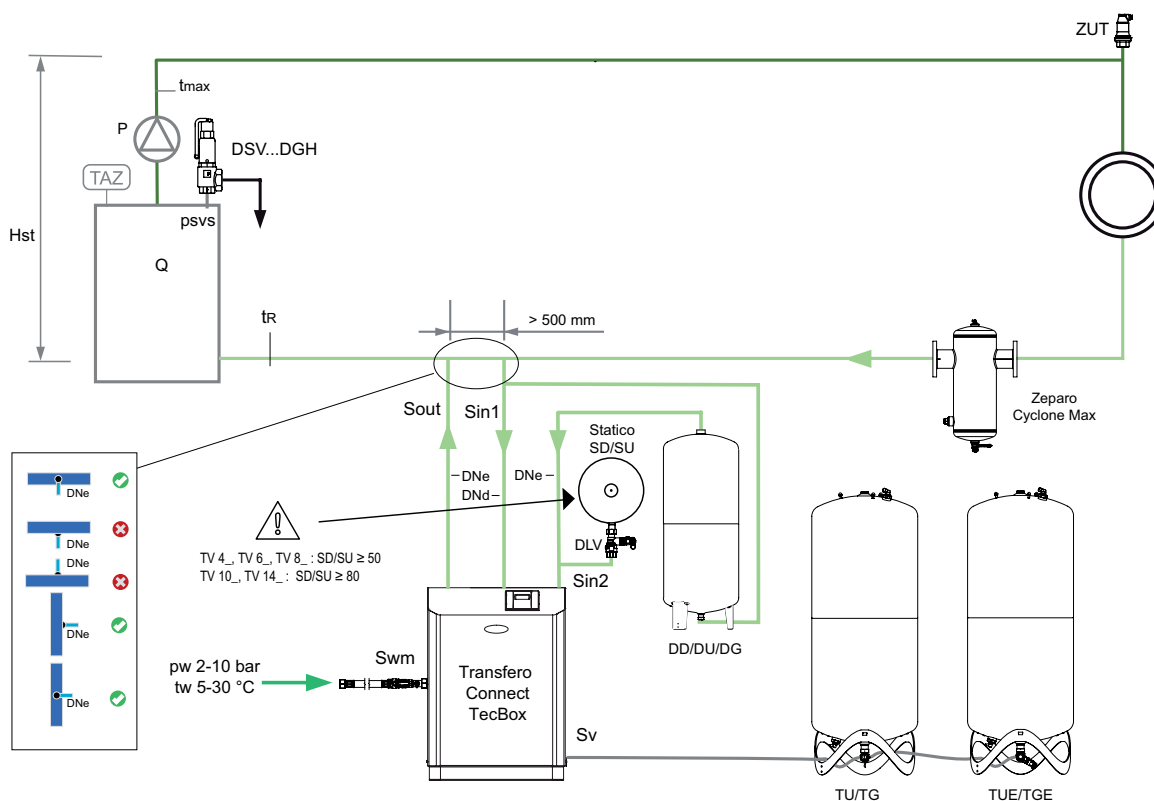 ZUT
tmax
P
DSV...DGH
TAZ
psvs
Hst
Q
tR
> 500 mm
Sout
Sin1
Zeparo
Cyclone Max
Statico
SD/SU
DNe
DNe
DNd
DNe
DNe
DNe
DNe
DNe
TV 4_, TV 6_, TV 8_ : SD/SU ≥ 50
TV 10_, TV 14_ : SD/SU ≥ 80
DLV
Sin2
DD/DU/DG
pw 2-10 bar
tw 5-30 °C
Swm
Transfero
Connect
TecBox
Sv
TU/TG
TUE/TGE